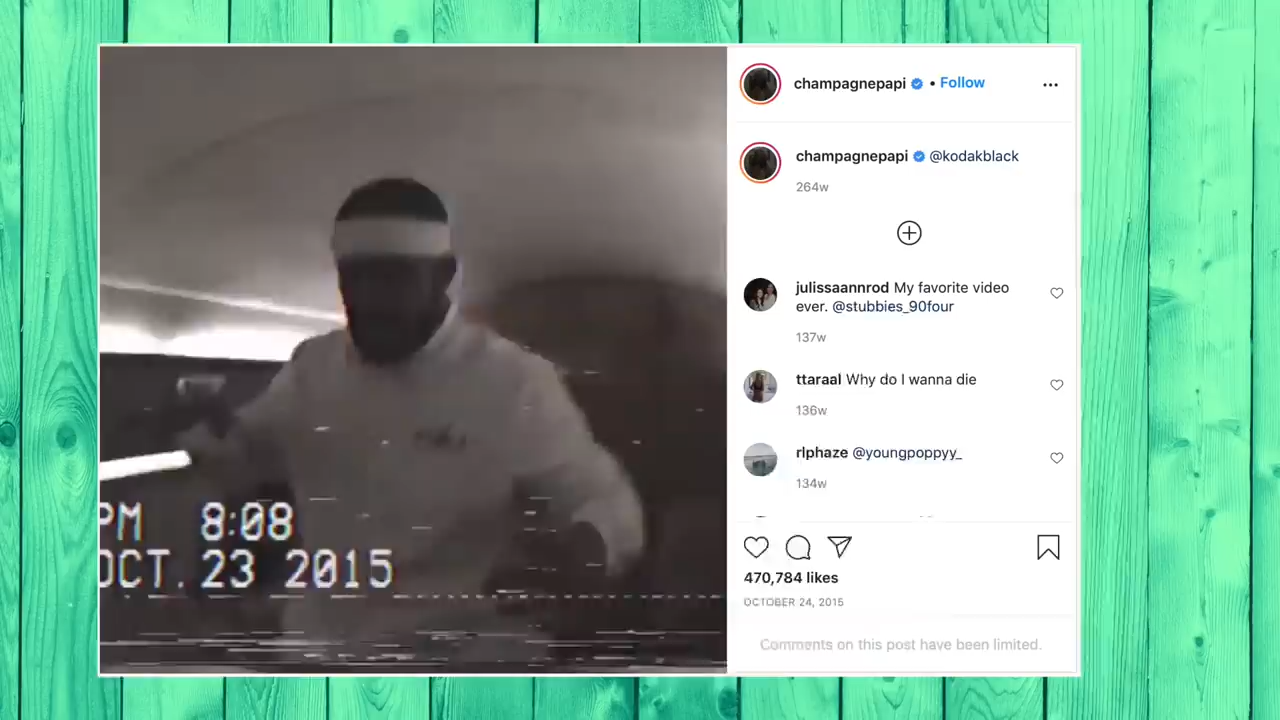 PM 8:08
OCT. 23 2015
champagnepapi • Follow
champagnepapi @kodakblack
264w
julissaannrod My favorite video
ever. @stubbies_90four
137w
ttaraal Why do I wanna die
136w
rlphaze @youngpoppyy_
134w
470,784 likes
OCTOBER 24, 2015
Comments on this post have been limited.